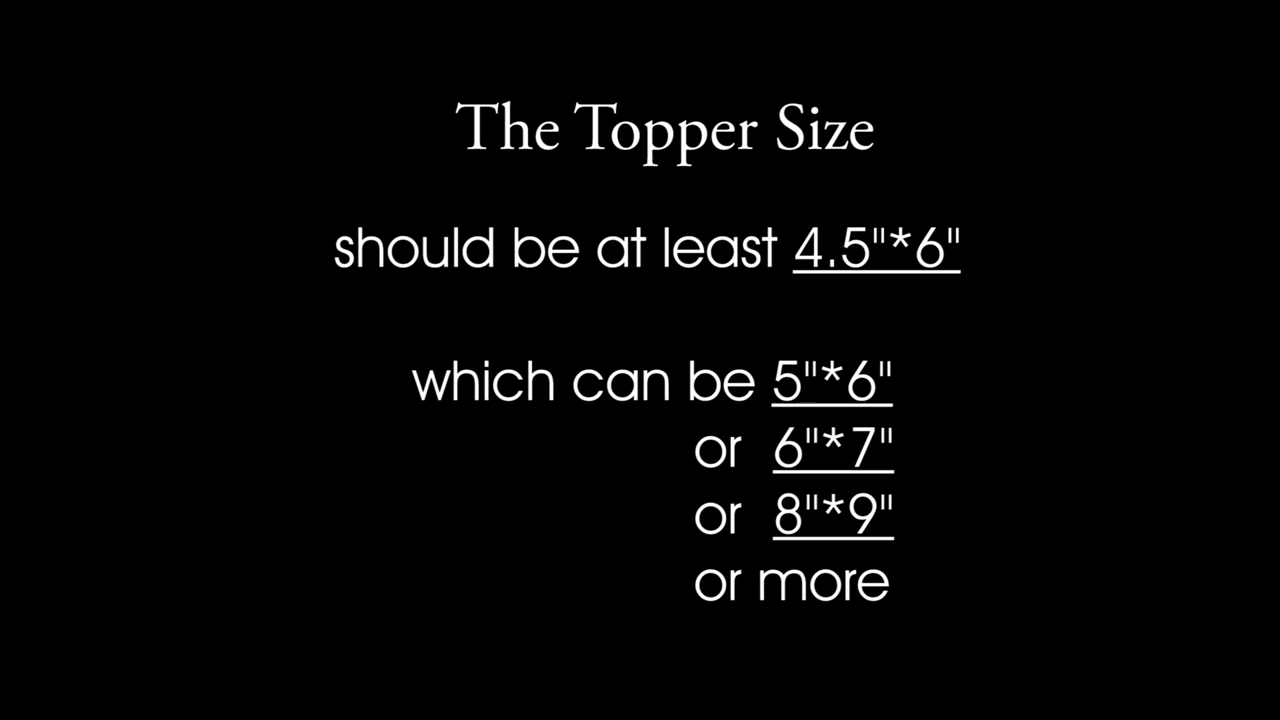 The Topper Size
should be at least 4.5"*6"
which can be 5"*6"
or 6"*7"
or 8"*9"
or more